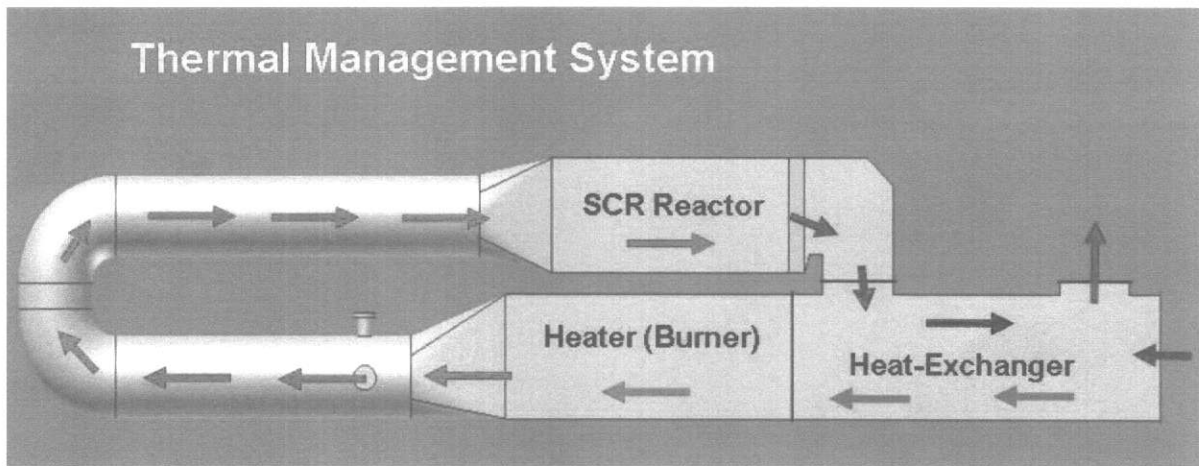 Thermal Management System
SCR Reactor
Heater (Burner)
Heat-Exchanger